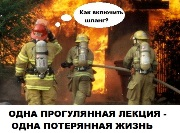 Как включить
шланг?
ОДНА ПРОГУЛЯННАЯ ЛЕКЦИЯ -
ОДНА ПОТЕРЯННАЯ ЖИЗНЬ